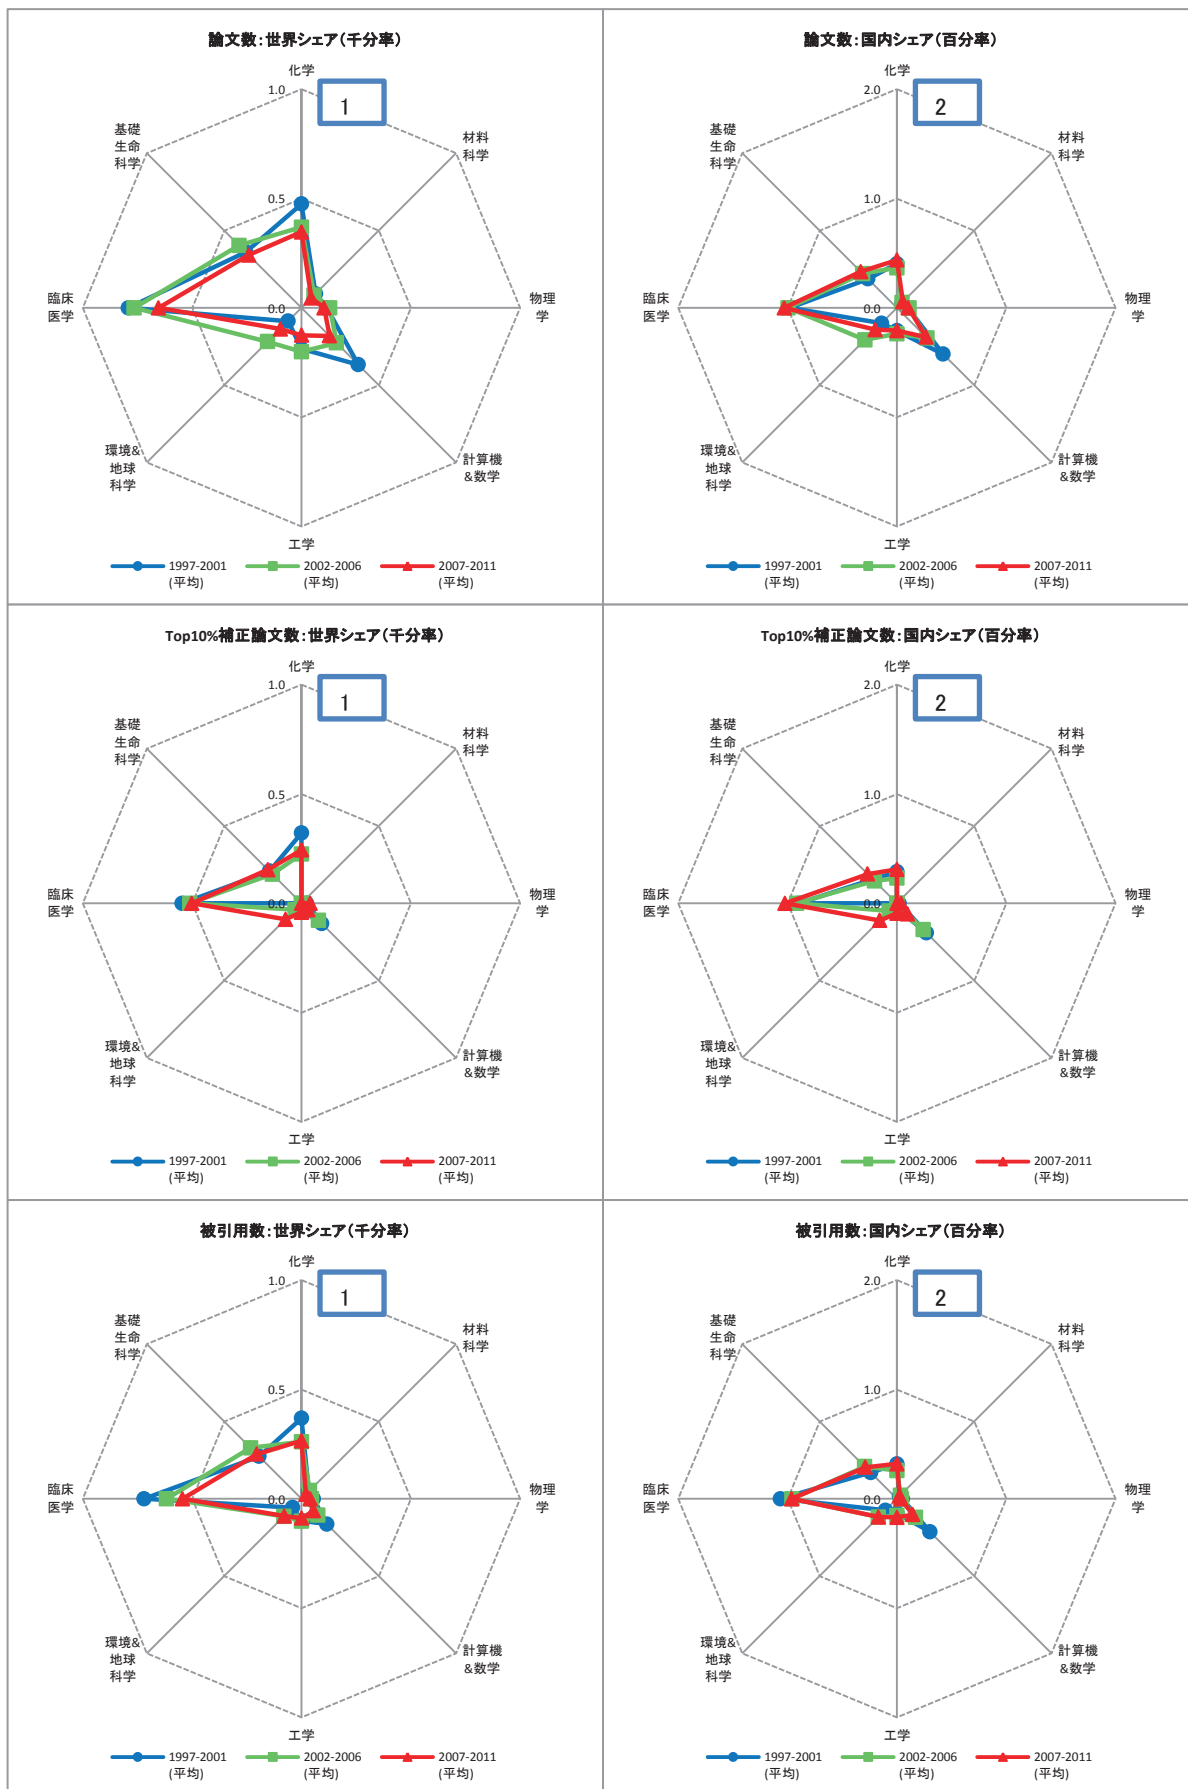 論文数：世界シェア（千分率）
化学
1.0
1
基礎
生命
科学
材料
科学
0.5
臨床
医学
0.0
物理
学
環境&
地球
科学
計算機
&数学
工学
1997-2001
(平均)
2002-2006
(平均)
2007-2011
(平均)
論文数：国内シェア（百分率）
化学
2.0
2
基礎
生命
科学
材料
科学
1.0
臨床
医学
0.0
物理
学
環境&
地球
科学
計算機
&数学
工学
1997-2001
(平均)
2002-2006
(平均)
2007-2011
(平均)
Top10%補正論文数：世界シェア（千分率）
化学
1.0
1
基礎
生命
科学
材料
科学
0.5
臨床
医学
0.0
物理
学
環境&
地球
科学
計算機
&数学
工学
1997-2001
(平均)
2002-2006
(平均)
2007-2011
(平均)
Top10%補正論文数：国内シェア（百分率）
化学
2.0
2
基礎
生命
科学
材料
科学
1.0
臨床
医学
0.0
物理
学
環境&
地球
科学
計算機
&数学
工学
1997-2001
(平均)
2002-2006
(平均)
2007-2011
(平均)
被引用数：世界シェア（千分率）
化学
1.0
1
基礎
生命
科学
材料
科学
0.5
臨床
医学
0.0
物理
学
環境&
地球
科学
計算機
&数学
工学
1997-2001
(平均)
2002-2006
(平均)
2007-2011
(平均)
被引用数：国内シェア（百分率）
化学
2.0
2
基礎
生命
科学
材料
科学
1.0
臨床
医学
0.0
物理
学
環境&
地球
科学
計算機
&数学
工学
1997-2001
(平均)
2002-2006
(平均)
2007-2011
(平均)